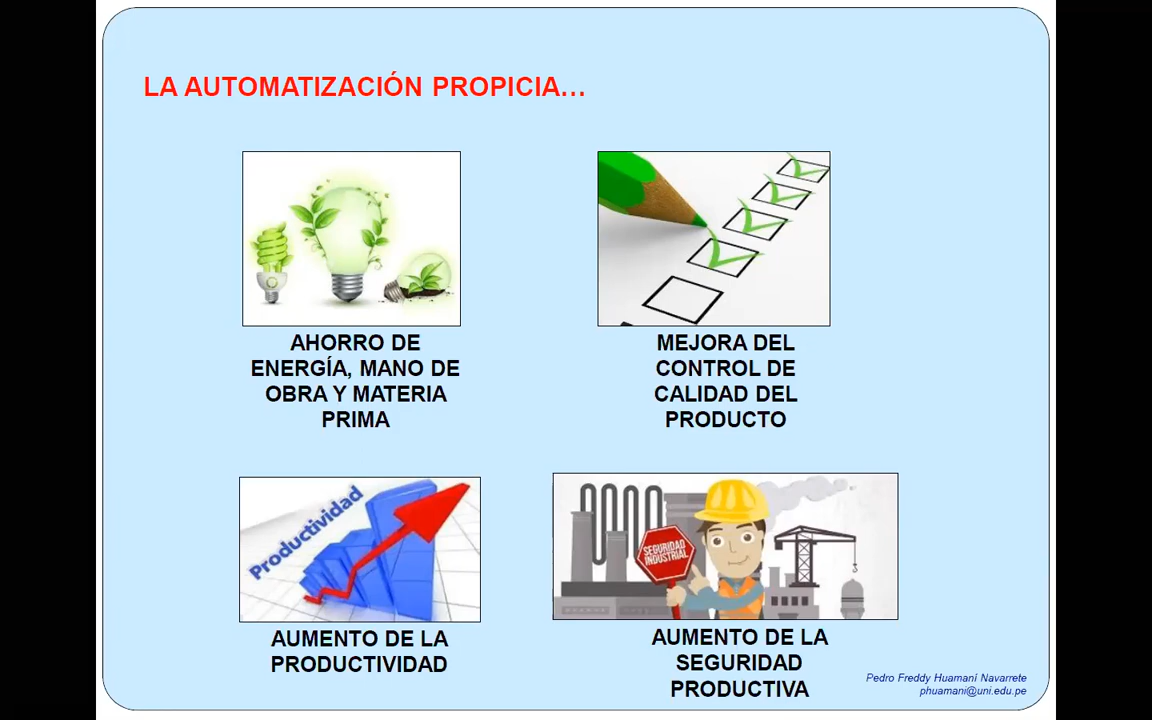 LA AUTOMATIZACIÓN PROPICIA...
AHORRO DE
ENERGÍA, MANO DE
OBRA Y MATERIA
PRIMA
MEJORA DEL
CONTROL DE
CALIDAD DEL
PRODUCTO
Productividad
AUMENTO DE LA
PRODUCTIVIDAD
SEGURIDAD
INDUSTRIAL
AUMENTO DE LA
SEGURIDAD
PRODUCTIVA
Pedro Freddy Huamaní Navarrete
phuamani@uni.edu.pe